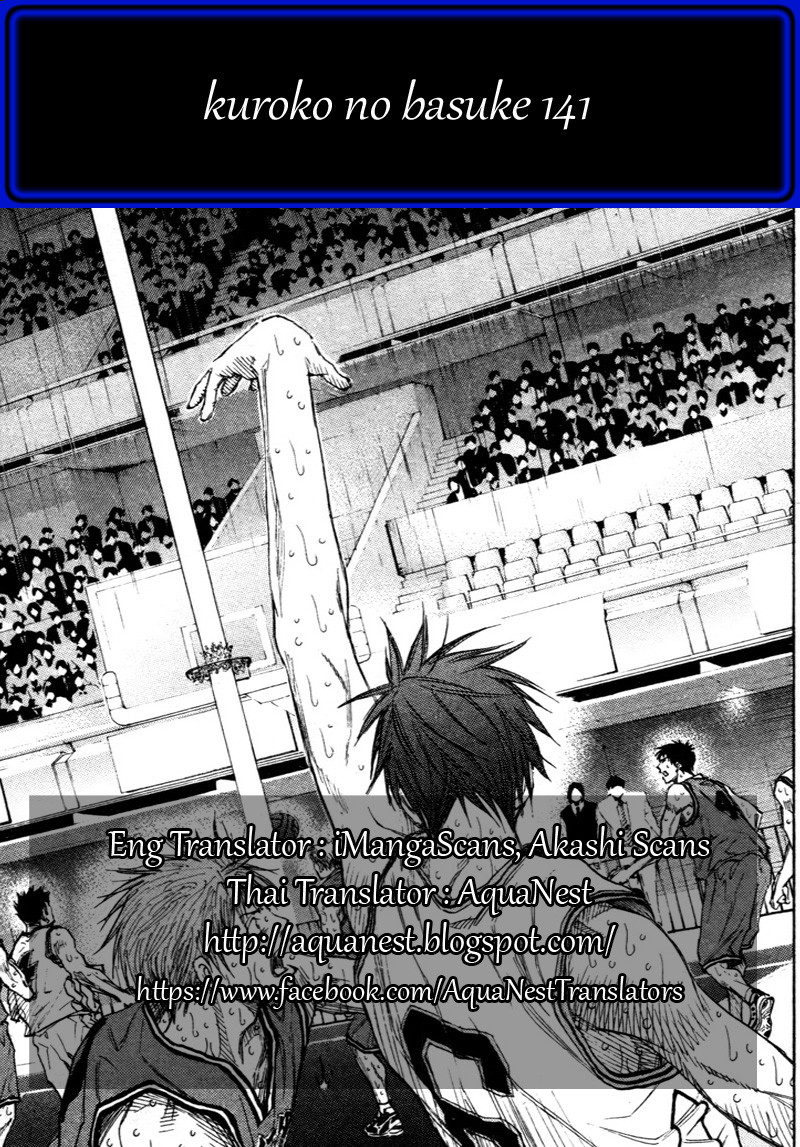 kuroko no basuke 141
Eng Translator : iMangaScans, Akashi Scans
Thai Translator : AquaNest
http://aquanest.blogspot.com/
https://www.facebook.com/AquaNestTranslators